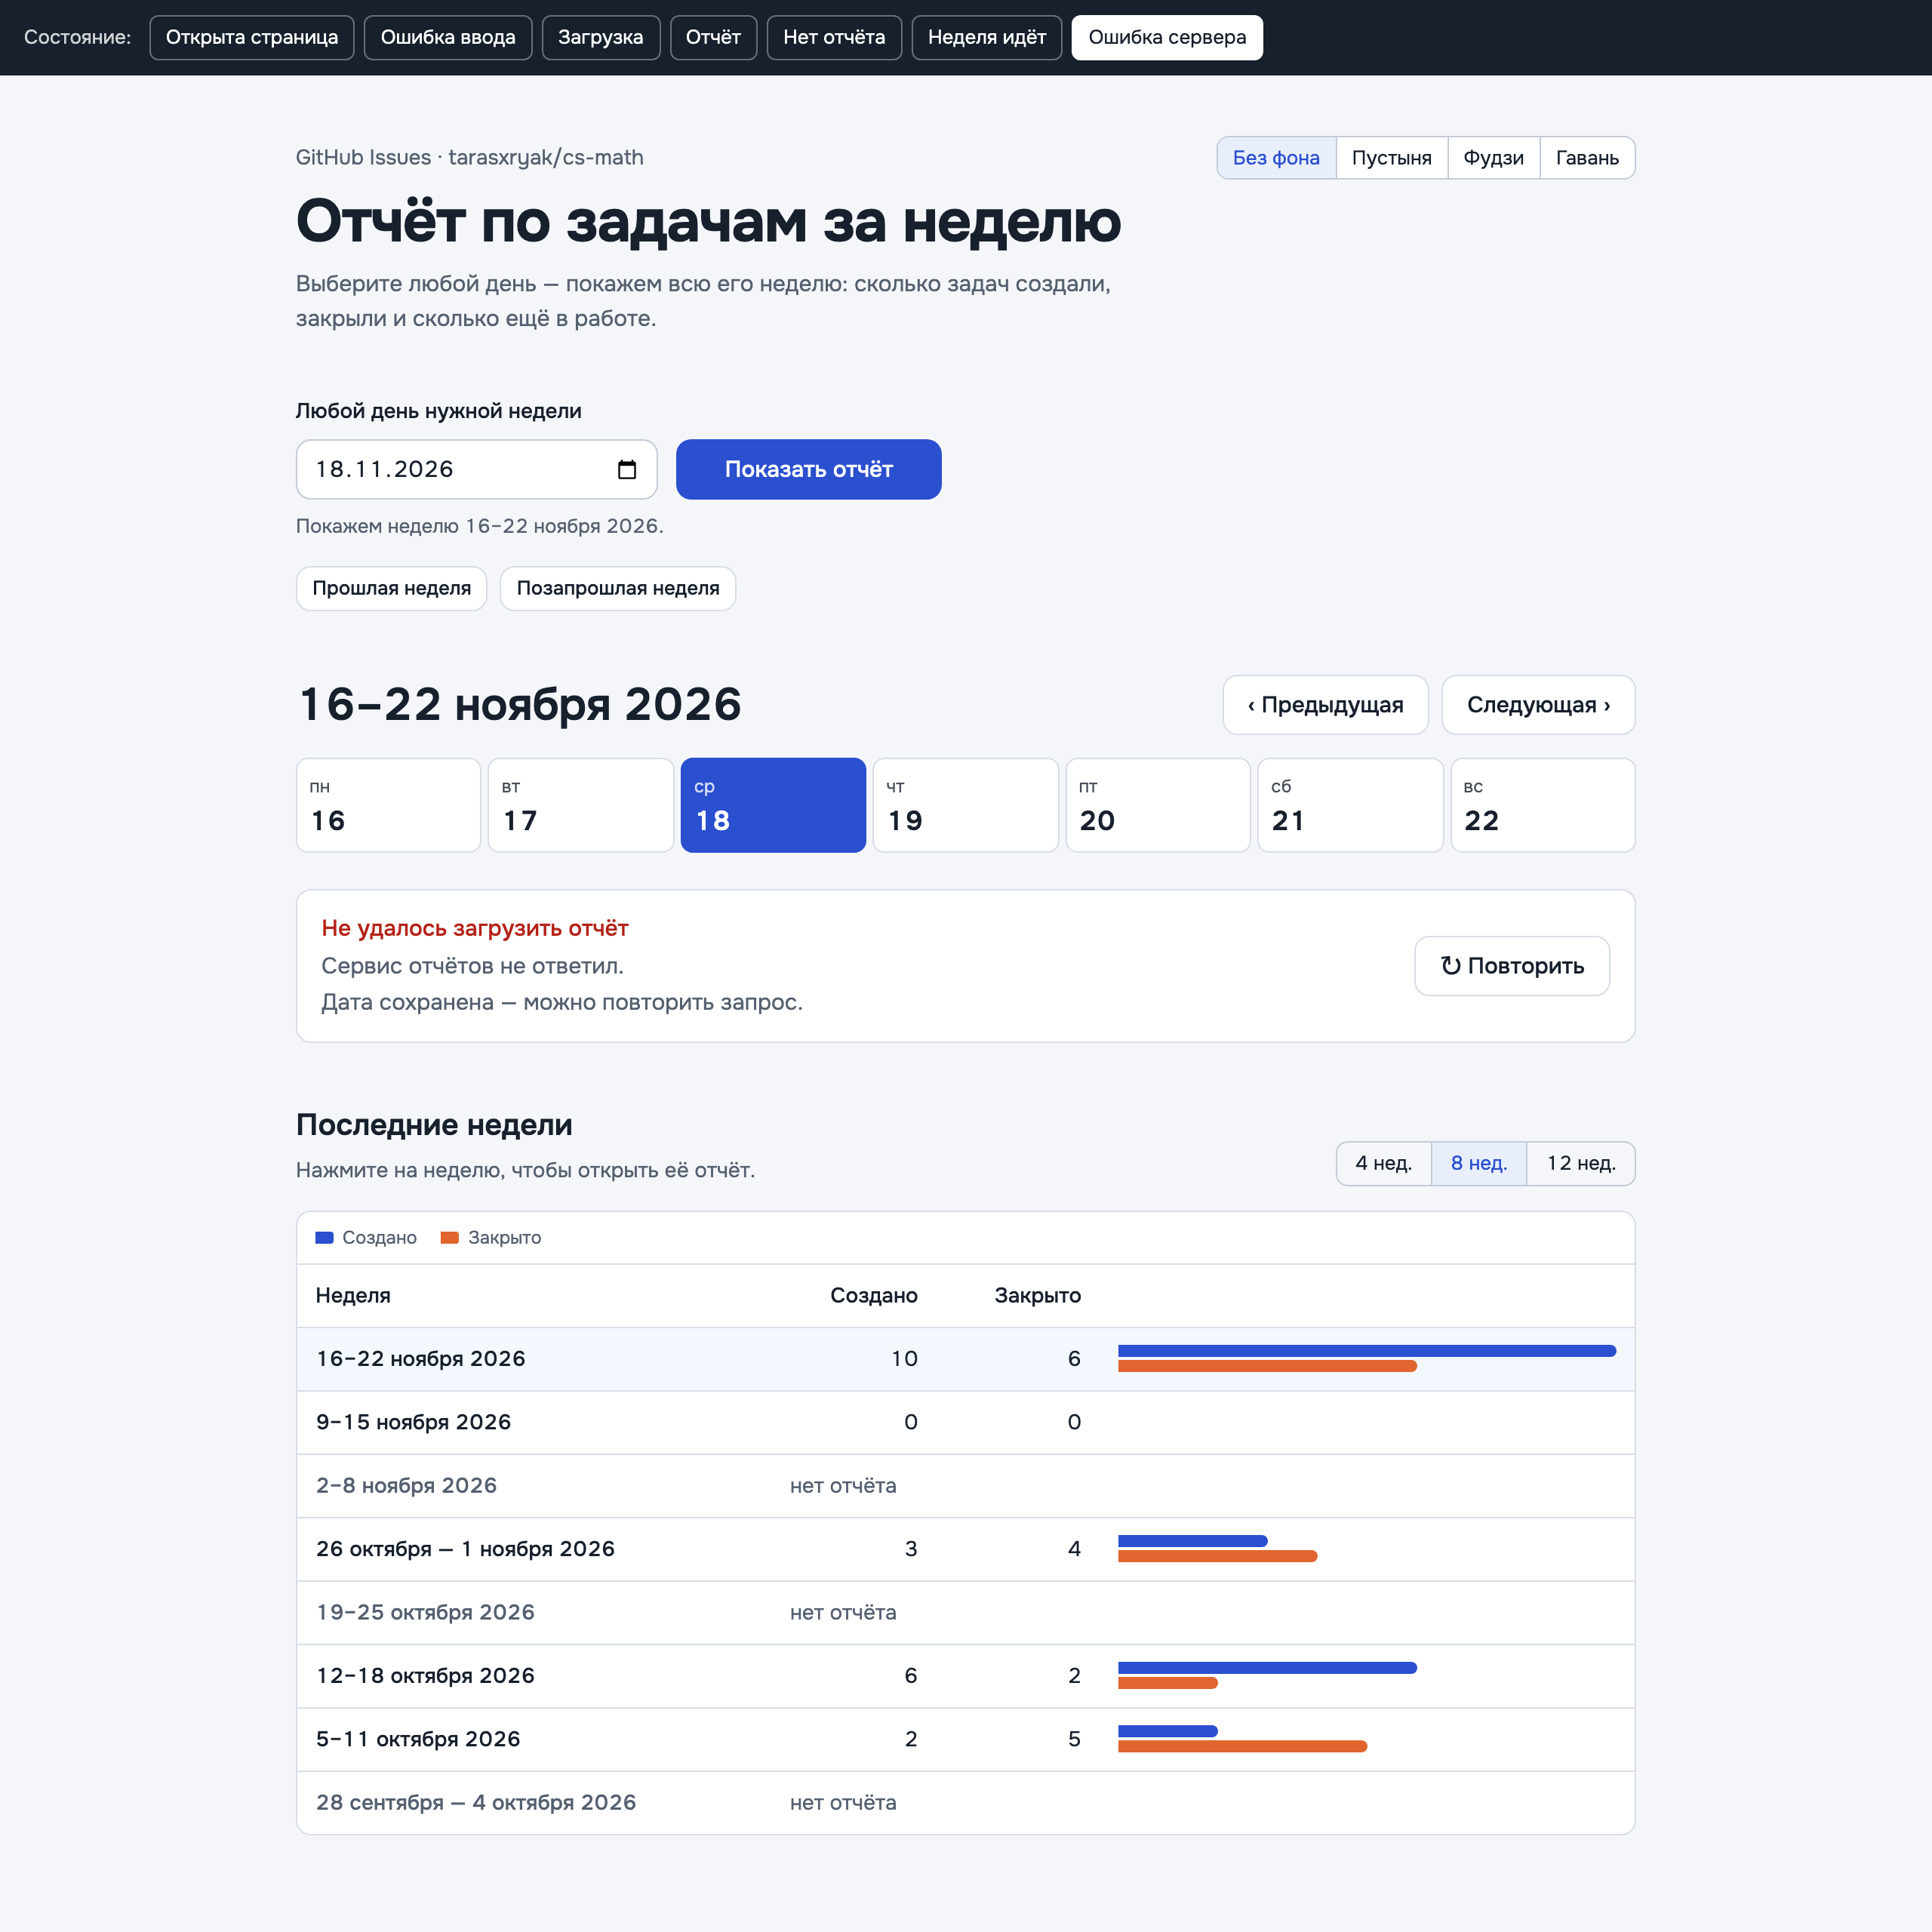 Состояние: Открыта страница Ошибка ввода Загрузка Отчёт Нет отчёта Неделя идёт Ошибка сервера
GitHub Issues · tarasxryak/cs-math Без фона Пустыня Фудзи Гавань
Отчёт по задачам за неделю
Выберите любой день — покажем всю его неделю: сколько задач создали,
закрыли и сколько ещё в работе.
Любой день нужной недели
18.11.2026 Показать отчёт
Покажем неделю 16–22 ноября 2026.
Прошлая неделя Позапрошлая неделя
16–22 ноября 2026 ‹ Предыдущая Следующая ›
пн вт ср чт пт сб вс
16 17 18 19 20 21 22
Не удалось загрузить отчёт
Сервис отчётов не ответил.
Дата сохранена — можно повторить запрос.
↻ Повторить
Последние недели
Нажмите на неделю, чтобы открыть её отчёт.
4 нед. 8 нед. 12 нед.
Создано Закрыто
Неделя Создано Закрыто
16–22 ноября 2026 10 6
9–15 ноября 2026 0 0
2–8 ноября 2026 нет отчёта
26 октября — 1 ноября 2026 3 4
19–25 октября 2026 нет отчёта
12–18 октября 2026 6 2
5–11 октября 2026 2 5
28 сентября — 4 октября 2026 нет отчёта